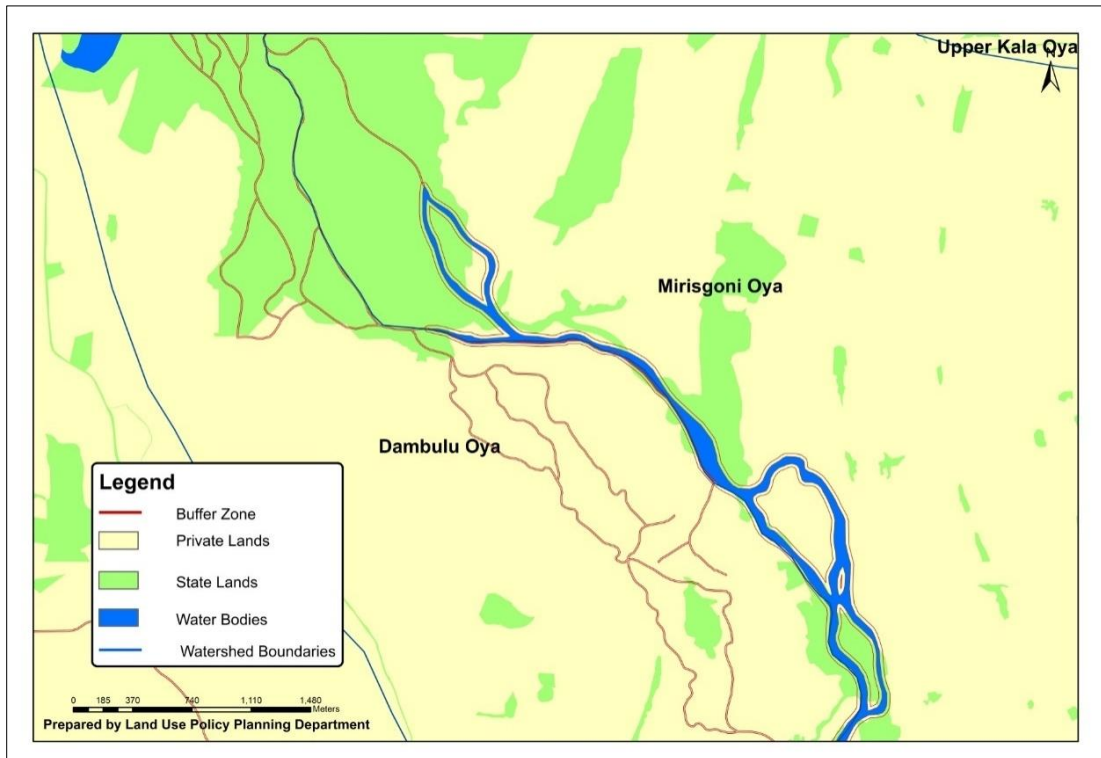 Upper Kala Oya
N
Mirisgoni Oya
Dambulu Oya
Legend
Buffer Zone
Private Lands
State Lands
Water Bodies
Watershed Boundaries
0 185 370 740 1,110 1,480
Meters
Prepared by Land Use Policy Planning Department